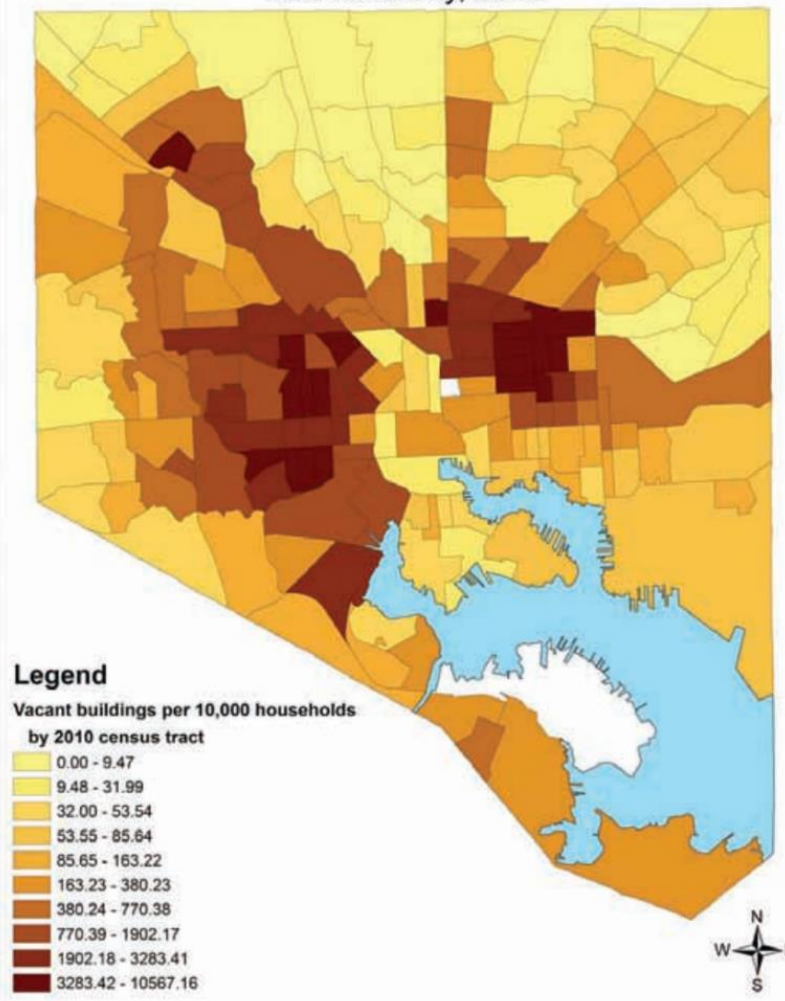 Legend
Vacant buildings per 10,000 households
by 2010 census tract
0.00 - 9.47
9.48 - 31.99
32.00 - 53.54
53.55 - 85.64
85.65 - 163.22
163.23 - 380.23
380.24 - 770.38
770.39 - 1902.17
1902.18 - 3283.41
3283.42 - 10567.16
N
W
S